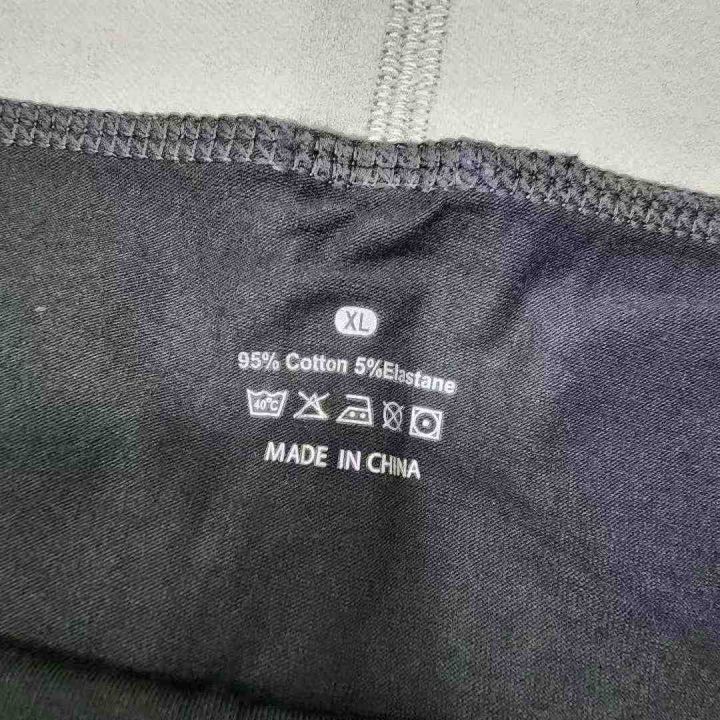 XL
95% Cotton 5%Elastane
40°C
MADE IN CHINA